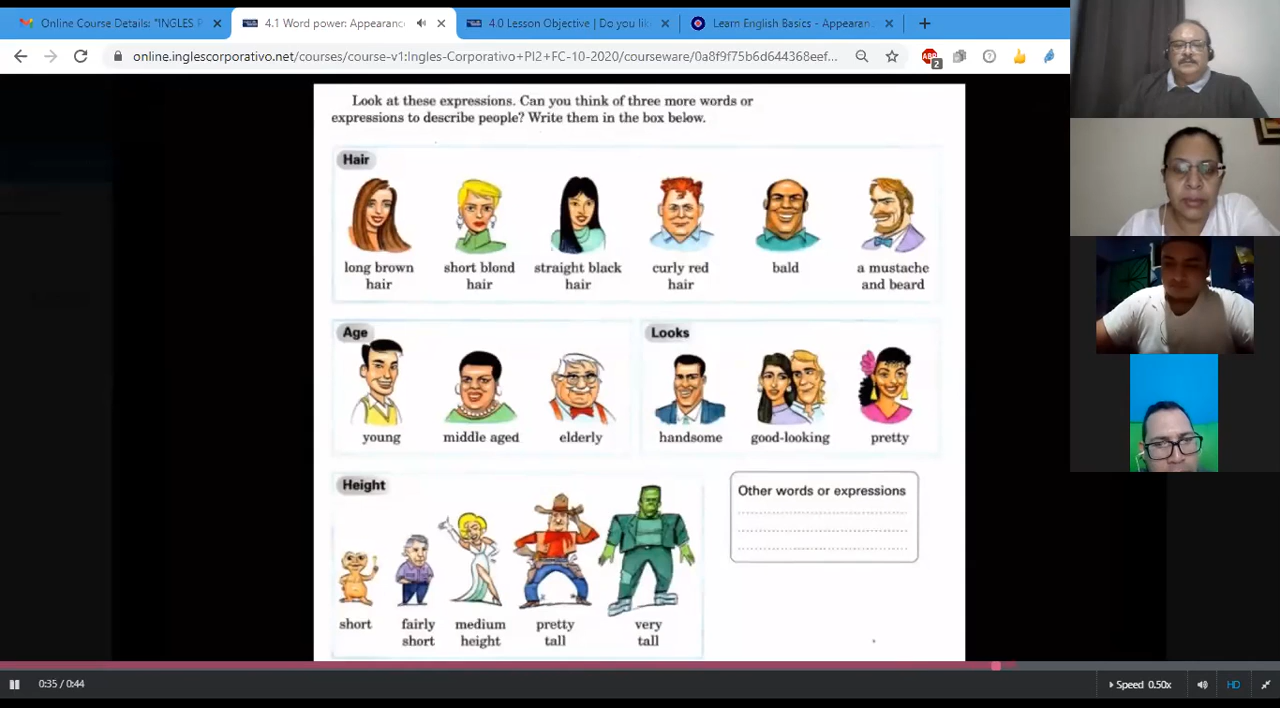 Online Course Details: "INGLES P
4.1 Word power: Appearance
4.0 Lesson Objective | Do you lik
Learn English Basics - Appearan
online.inglescorporativo.net/courses/course-v1:Ingles-Corporativo+PI2+FC-10-2020/courseware/0a8f9f75b6d644368eef...
2
Look at these expressions. Can you think of three more words or
expressions to describe people? Write them in the box below.
Hair
long brown
hair
short blond
hair
straight black
hair
curly red
hair
bald
a mustache
and beard
Age
young
middle aged
elderly
Looks
handsome
good-looking
pretty
Height
short
fairly
short
medium
height
pretty
tall
very
tall
Other words or expressions
0:35 / 0:44
Speed 0.50x
HD